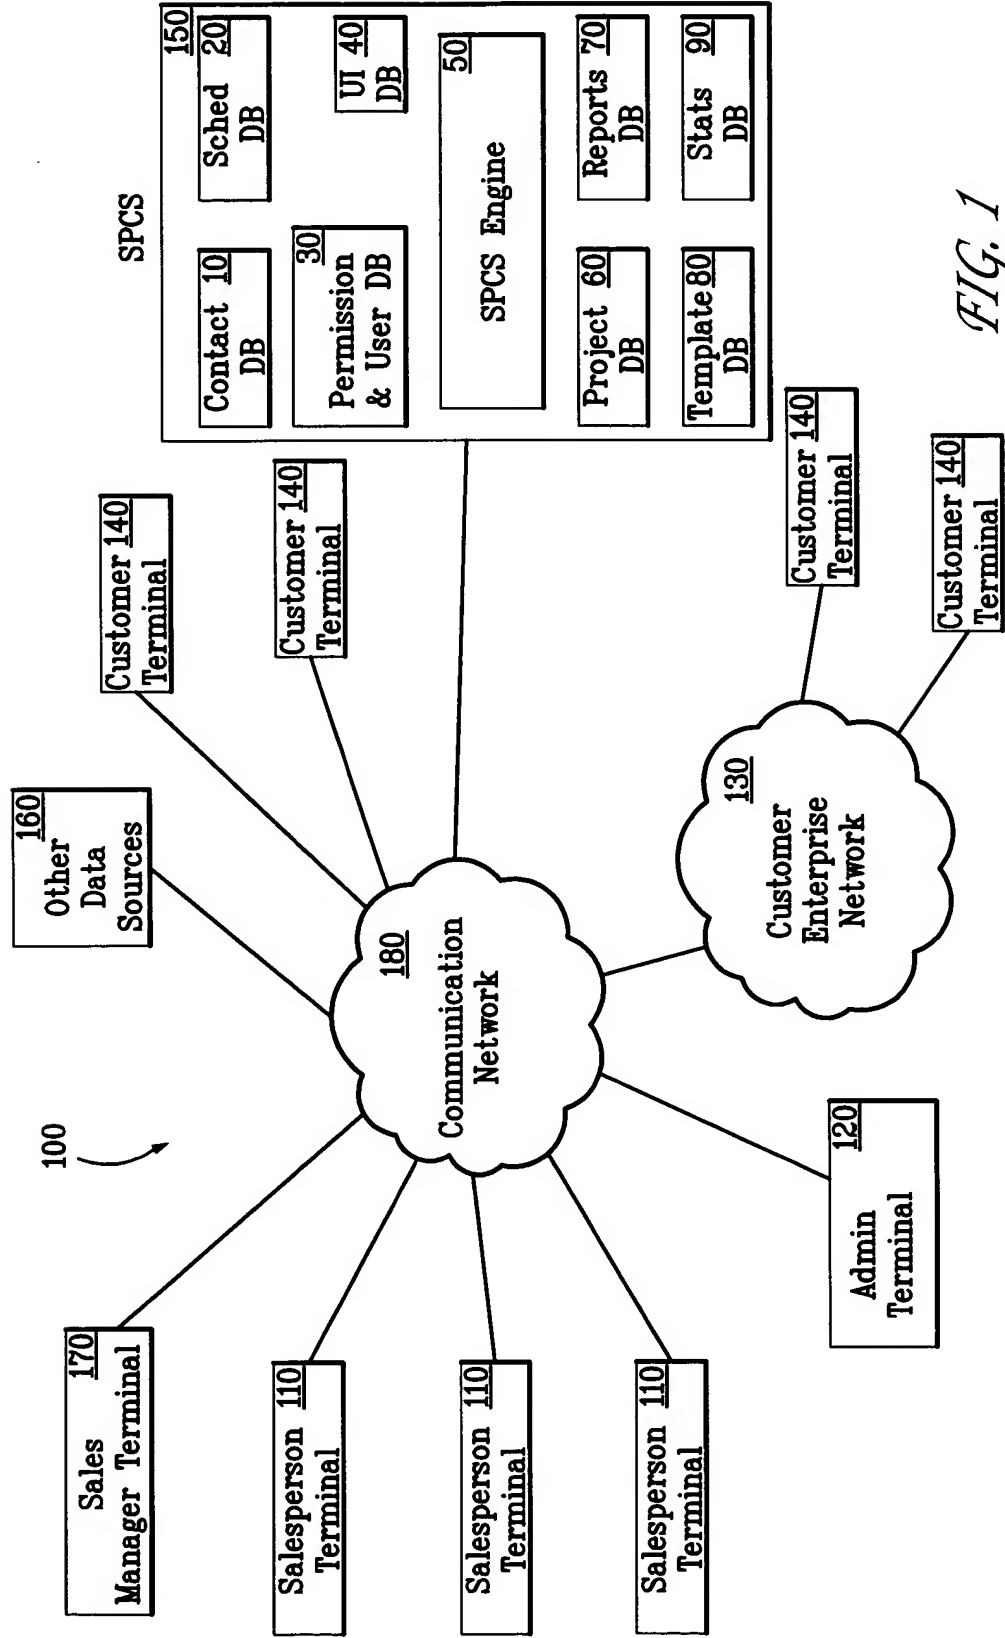 100
Sales 170
Manager Terminal
Salesperson 110
Terminal
Salesperson 110
Terminal
Salesperson 110
Terminal
Admin 120
Terminal
Other 160
Data
Sources
180
Communication
Network
130
Customer
Enterprise
Network
Customer 140
Terminal
Customer 140
Terminal
Customer 140
Terminal
Customer 140
Terminal
SPCS
150
Contact 10
DB
Sched 20
DB
30
Permission
& User DB
UI 40
DB
50
SPCS Engine
Project 60
DB
Reports 70
DB
Template 80
DB
Stats 90
DB
FIG. 1